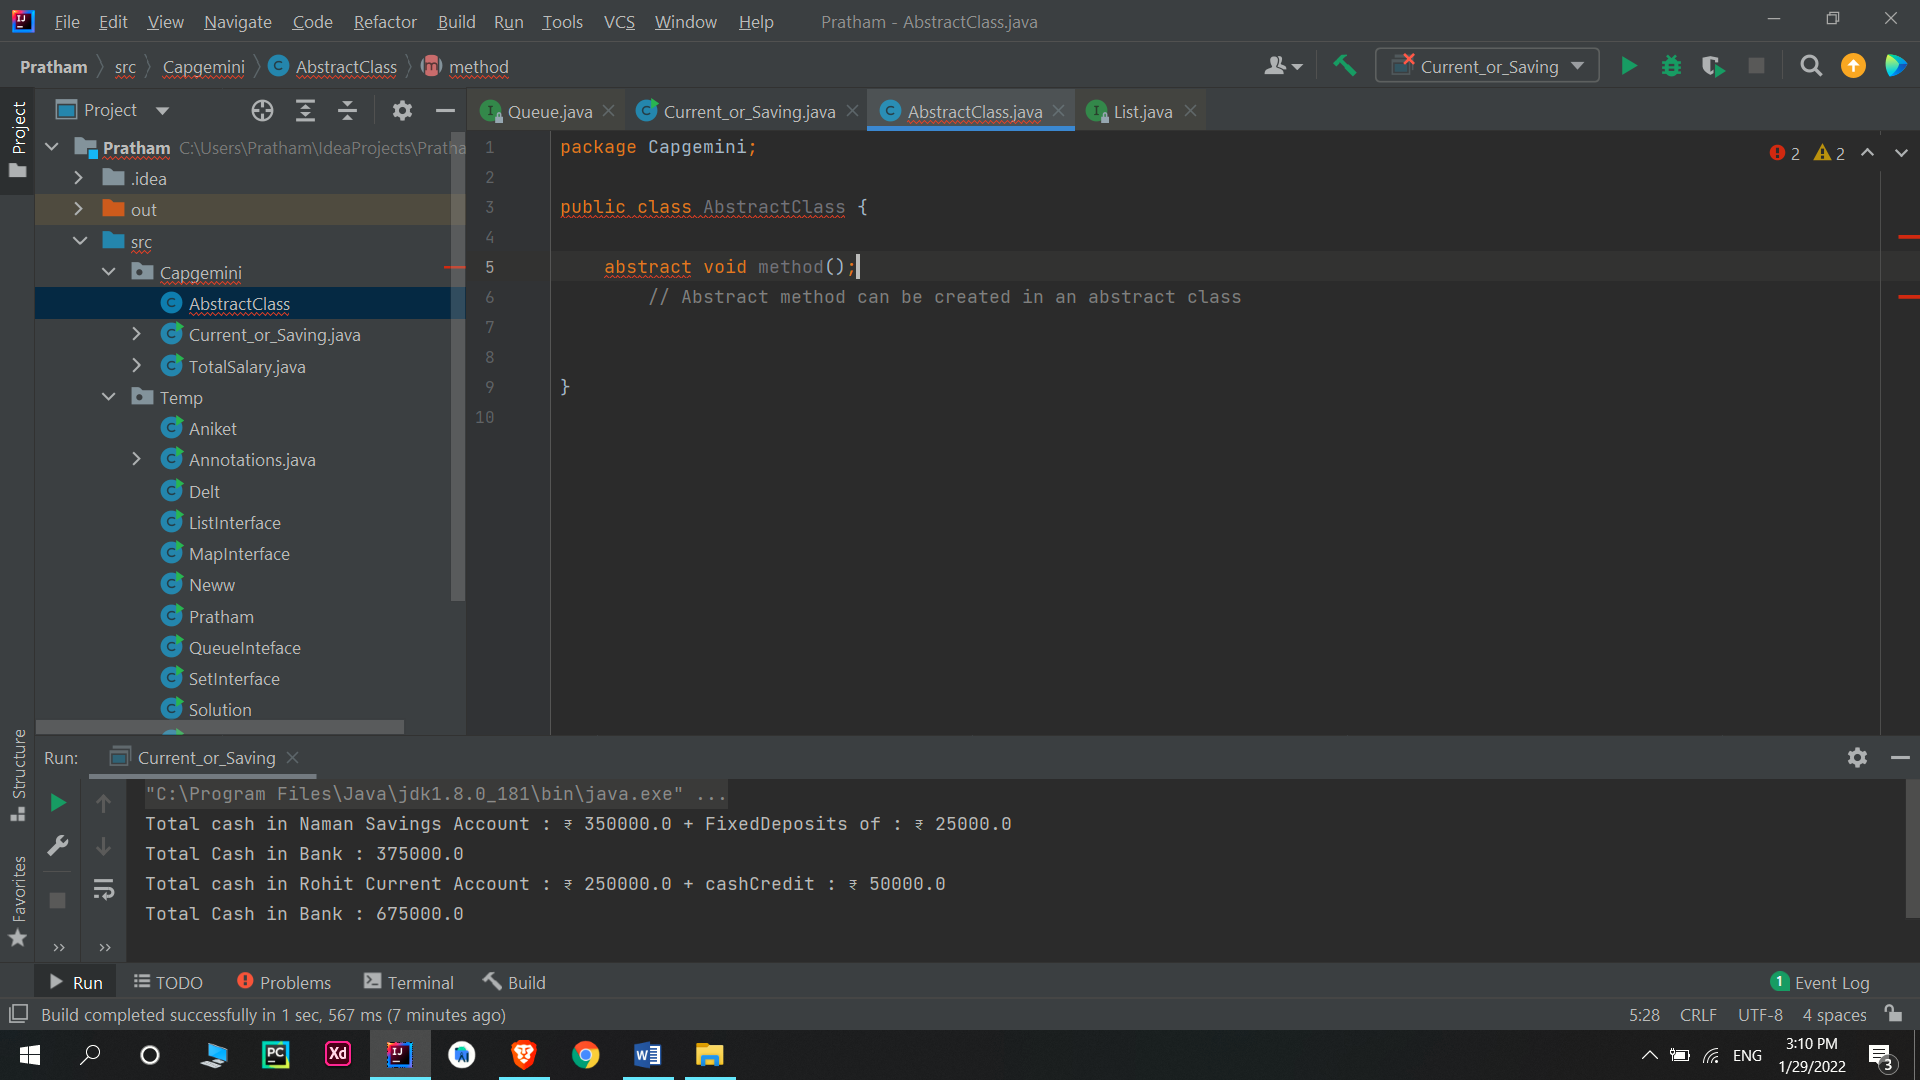 File Edit View Navigate Code Refactor Build Run Tools VCS Window Help Pratham - AbstractClass.java
Pratham src Capgemini AbstractClass method Current_or_Saving
Project
Project
Queue.java Current_or_Saving.java AbstractClass.java List.java
Pratham C:\Users\Pratham\IdeaProjects\Pratha
.idea
out
src
Capgemini
AbstractClass
Current_or_Saving.java
TotalSalary.java
Temp
Aniket
Annotations.java
Delt
ListInterface
MapInterface
Neww
Pratham
QueueInteface
SetInterface
Solution
1 package Capgemini;
2 2
2
3 public class AbstractClass {
4
5 abstract void method();
6 // Abstract method can be created in an abstract class
7
8
9 }
10
Structure
Favorites
Run: Current_or_Saving
"C:\Program Files\Java\jdk1.8.0_181\bin\java.exe" ...
Total cash in Naman Savings Account : ₹ 350000.0 + FixedDeposits of : ₹ 25000.0
Total Cash in Bank : 375000.0
Total cash in Rohit Current Account : ₹ 250000.0 + cashCredit : ₹ 50000.0
Total Cash in Bank : 675000.0
Run TODO Problems Terminal Build 1 Event Log
Build completed successfully in 1 sec, 567 ms (7 minutes ago) 5:28 CRLF UTF-8 4 spaces
ENG
3:10 PM
1/29/2022
3